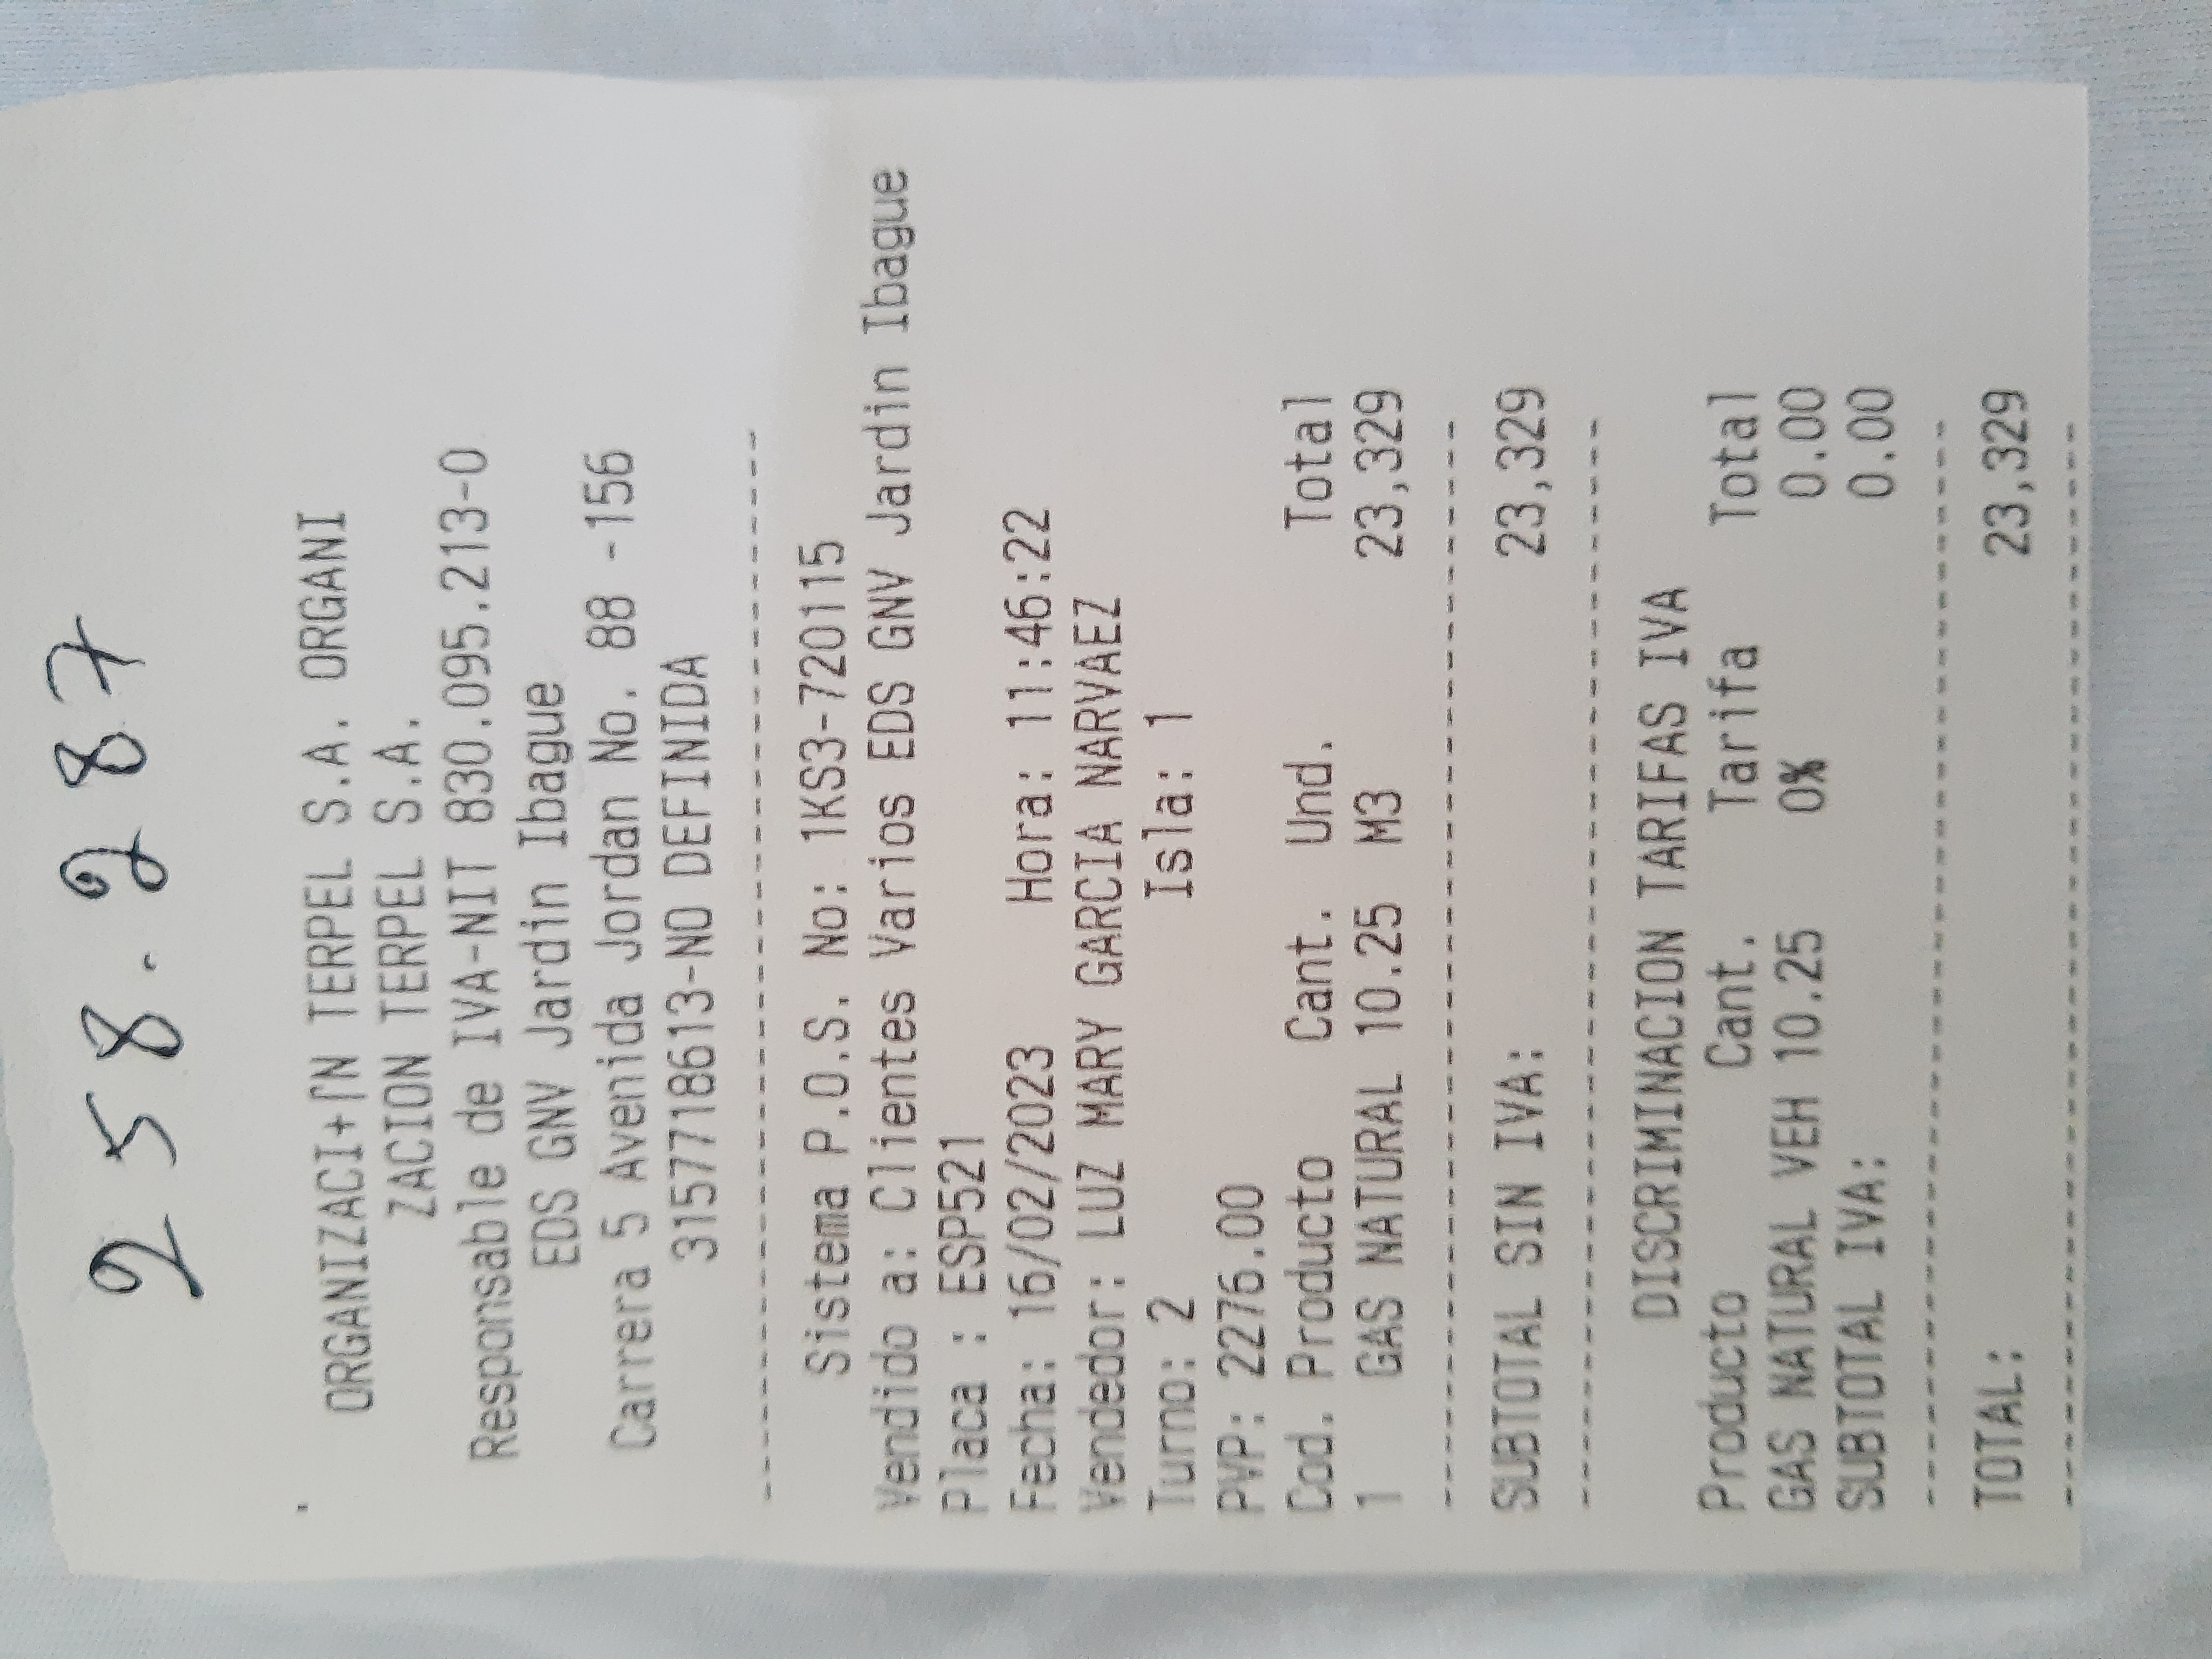 258.287
ORGANIZACI+ΓN TERPEL S.A. ORGANI
ZACION TERPEL S.A.
Responsable de IVA-NIT 830.095.213-0
EDS GNV Jardin Ibague
Carrera 5 Avenida Jordan No. 88 -156
3157718613-NO DEFINIDA
--------------------------------
Sistema P.O.S. No: 1KS3-720115
Vendido a: Clientes Varios EDS GNV Jardin Ibague
Placa : ESP521
Fecha: 16/02/2023 Hora: 11:46:22
Vendedor: LUZ MARY GARCIA NARVAEZ
Turno: 2 Isla: 1
PVP: 2276.00
Cod. Producto Cant. Und. Total
1 GAS NATURAL 10.25 M3 23,329
--------------------------------
SUBTOTAL SIN IVA: 23,329
--------------------------------
DISCRIMINACION TARIFAS IVA
Producto Cant. Tarifa Total
GAS NATURAL VEH 10.25 0% 0.00
SUBTOTAL IVA: 0.00
--------------------------------
TOTAL: 23,329
--------------------------------